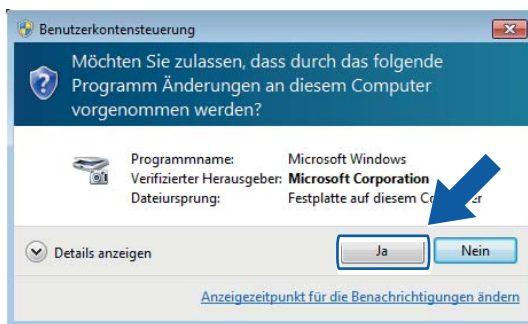 Benutzerkontensteuerung
Möchten Sie zulassen, dass durch das folgende
Programm Änderungen an diesem Computer
vorgenommen werden?
Programmname: Microsoft Windows
Verifizierter Herausgeber: Microsoft Corporation
Dateiursprung: Festplatte auf diesem
Details anzeigen
Ja Nein
Anzeigezeitpunkt für die Benachrichtigungen ändern